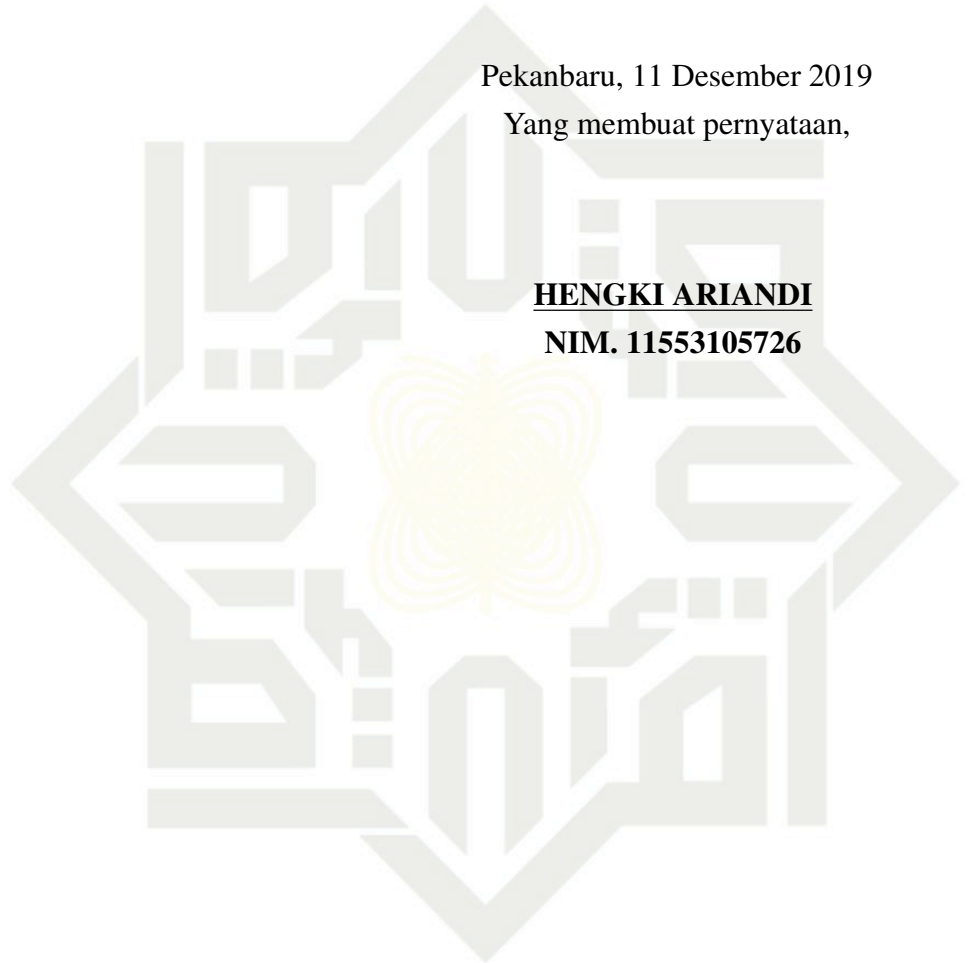 Pekanbaru, 11 Desember 2019
Yang membuat pernyataan,
HENGKI ARIANDI
NIM. 11553105726